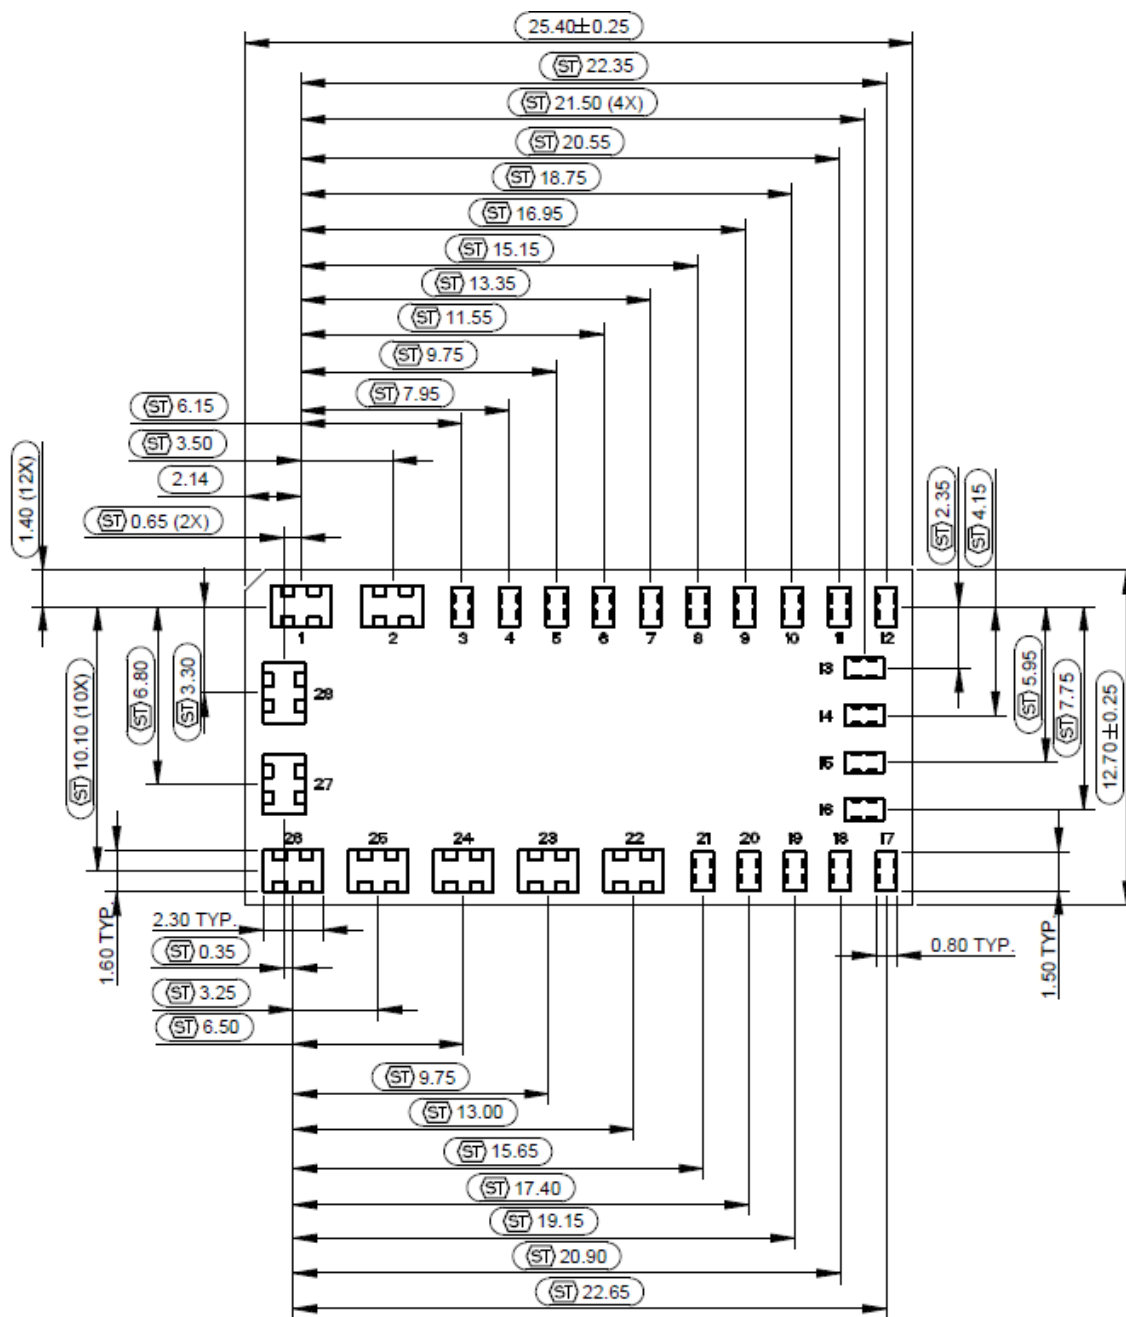 25.40±0.25
ST 22.35
ST 21.50 (4X)
ST 20.55
ST 18.75
ST 16.95
ST 15.15
ST 13.35
ST 11.55
ST 9.75
ST 7.95
ST 6.15
ST 3.50
2.14
ST 0.65 (2X)
1.40 (12X)
ST 2.35
ST 4.15
1 2 3 4 5 6 7 8 9 10 11 12
13
28
14
15
27
16
ST 10.10 (10X)
ST 6.80
ST 3.30
ST 5.95
ST 7.75
12.70±0.25
26 25 24 23 22 21 20 19 18 17
1.60 TYP.
2.30 TYP.
0.80 TYP.
1.50 TYP.
ST 0.35
ST 3.25
ST 6.50
ST 9.75
ST 13.00
ST 15.65
ST 17.40
ST 19.15
ST 20.90
ST 22.65